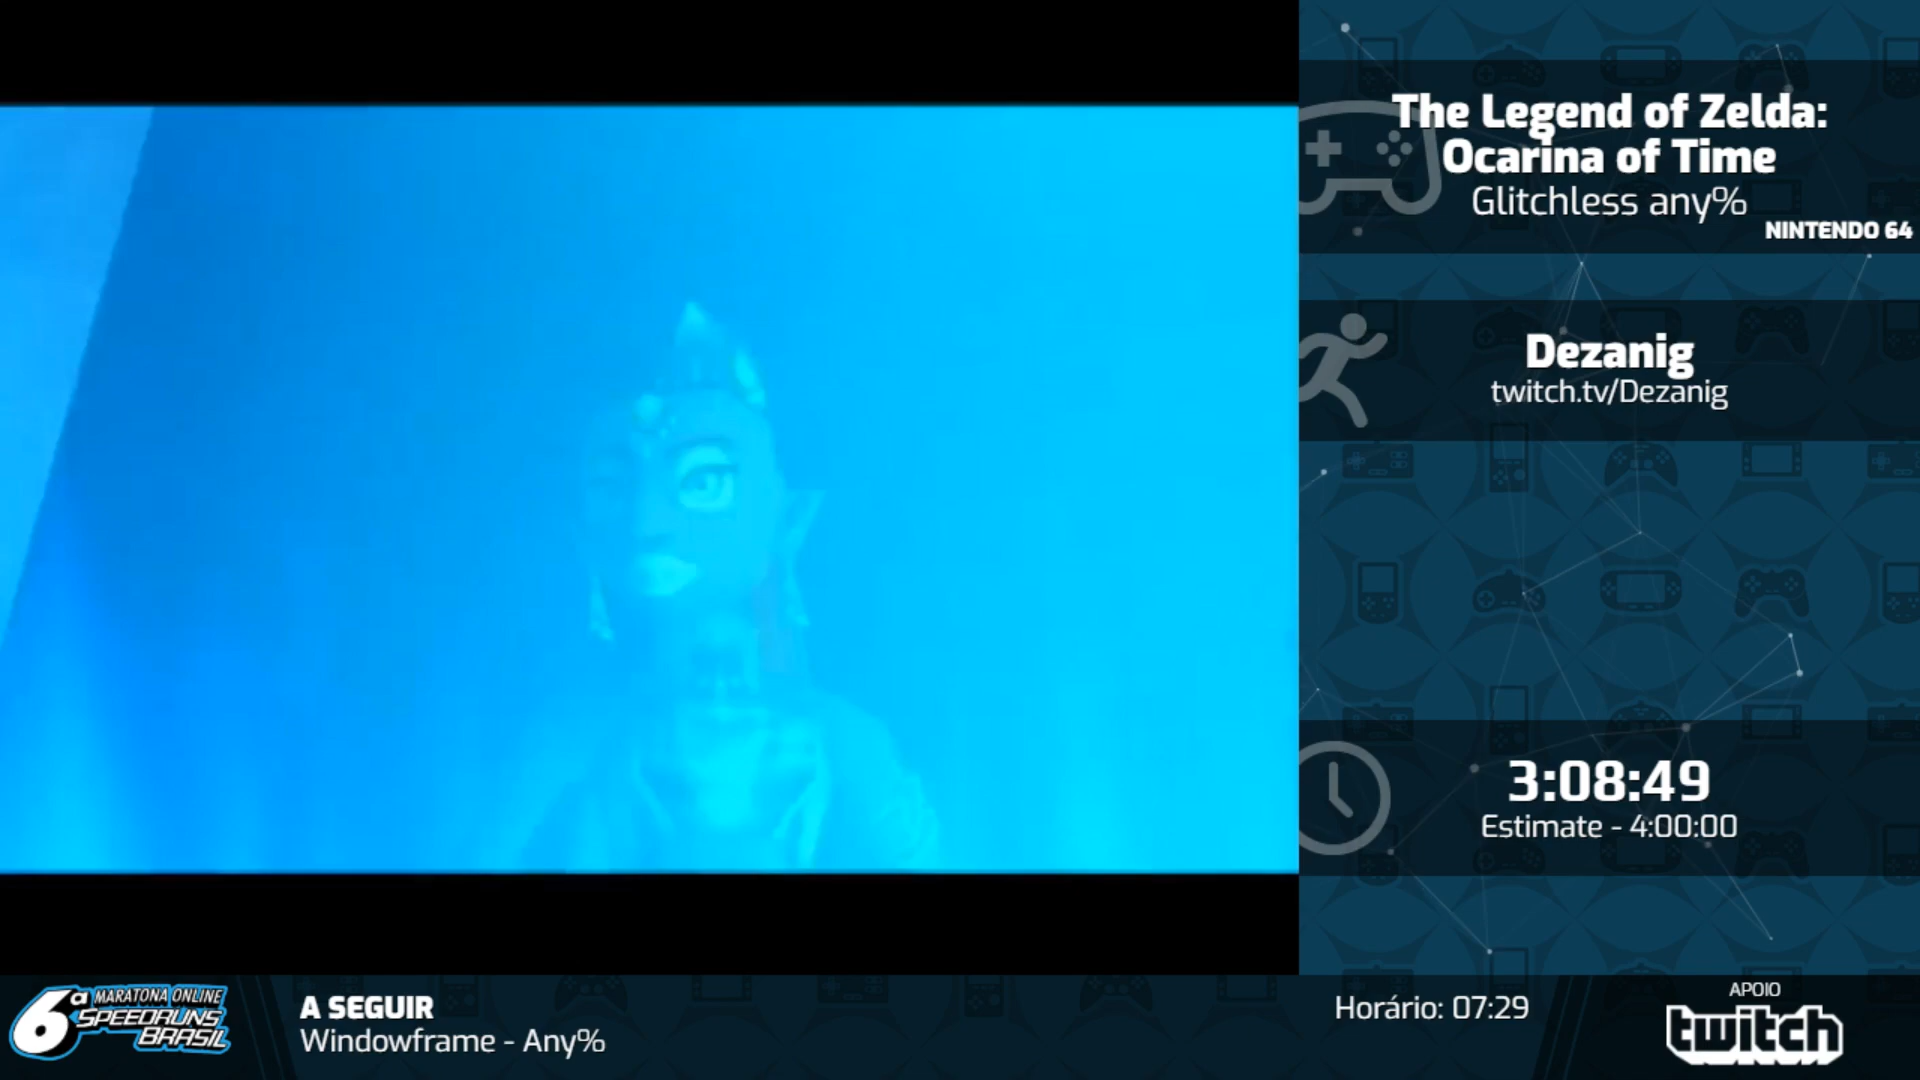 The Legend of Zelda:
Ocarina of Time
Glitchless any%
NINTENDO 64
Dezanig
twitch.tv/Dezanig
3:08:49
Estimate - 4:00:00
6ª MARATONA ONLINE
SPEEDRUNS
BRASIL
A SEGUIR
Windowframe - Any%
Horário: 07:29
APOIO
twitch